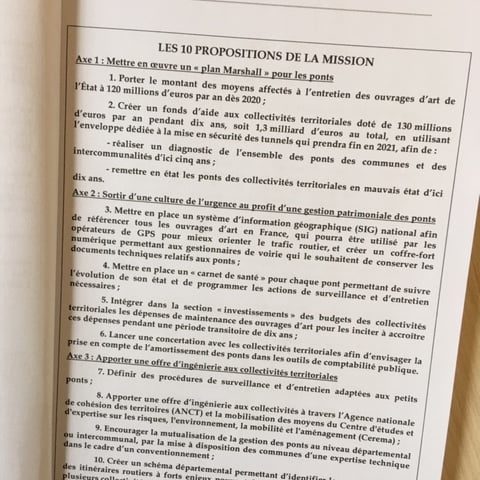 LES 10 PROPOSITIONS DE LA MISSION
Axe 1 : Mettre en œuvre un « plan Marshall » pour les ponts
1. Porter le montant des moyens affectés à l'entretien des ouvrages d'art de
l'État à 120 millions d'euros par an dès 2020 ;
2. Créer un fonds d'aide aux collectivités territoriales doté de 130 millions
d'euros par an pendant dix ans, soit 1,3 milliard d'euros au total, en utilisant
l'enveloppe dédiée à la mise en sécurité des tunnels qui prendra fin en 2021, afin de :
- réaliser un diagnostic de l'ensemble des ponts des communes et des
intercommunalités d'ici cinq ans ;
- remettre en état les ponts des collectivités territoriales en mauvais état d'ici
dix ans.
Axe 2 : Sortir d'une culture de l'urgence au profit d'une gestion patrimoniale des ponts
3. Mettre en place un système d'information géographique (SIG) national afin
de référencer tous les ouvrages d'art en France, qui pourra être utilisé par les
opérateurs de GPS pour mieux orienter le trafic routier, et créer un coffre-fort
numérique permettant aux gestionnaires de voirie qui le souhaitent de conserver les
documents techniques relatifs aux ponts ;
4. Mettre en place un « carnet de santé » pour chaque pont permettant de suivre
l'évolution de son état et de programmer les actions de surveillance et d'entretien
nécessaires ;
5. Intégrer dans la section « investissements » des budgets des collectivités
territoriales les dépenses de maintenance des ouvrages d'art pour les inciter à accroître
ces dépenses pendant une période transitoire de dix ans ;
6. Lancer une concertation avec les collectivités territoriales afin d'envisager la
prise en compte de l'amortissement des ponts dans les outils de comptabilité publique.
Axe 3 : Apporter une offre d'ingénierie aux collectivités territoriales
7. Définir des procédures de surveillance et d'entretien adaptées aux petits
ponts ;
8. Apporter une offre d'ingénierie aux collectivités à travers l'Agence nationale
de cohésion des territoires (ANCT) et la mobilisation des moyens du Centre d'études et
d'expertise sur les risques, l'environnement, la mobilité et l'aménagement (Cerema) ;
9. Encourager la mutualisation de la gestion des ponts au niveau départemental
ou intercommunal, par la mise à disposition des communes d'une expertise technique
dans le cadre d'un conventionnement ;
10. Créer un schéma départemental permettant d'identifier
des itinéraires routiers à forts enjeux
plusieurs